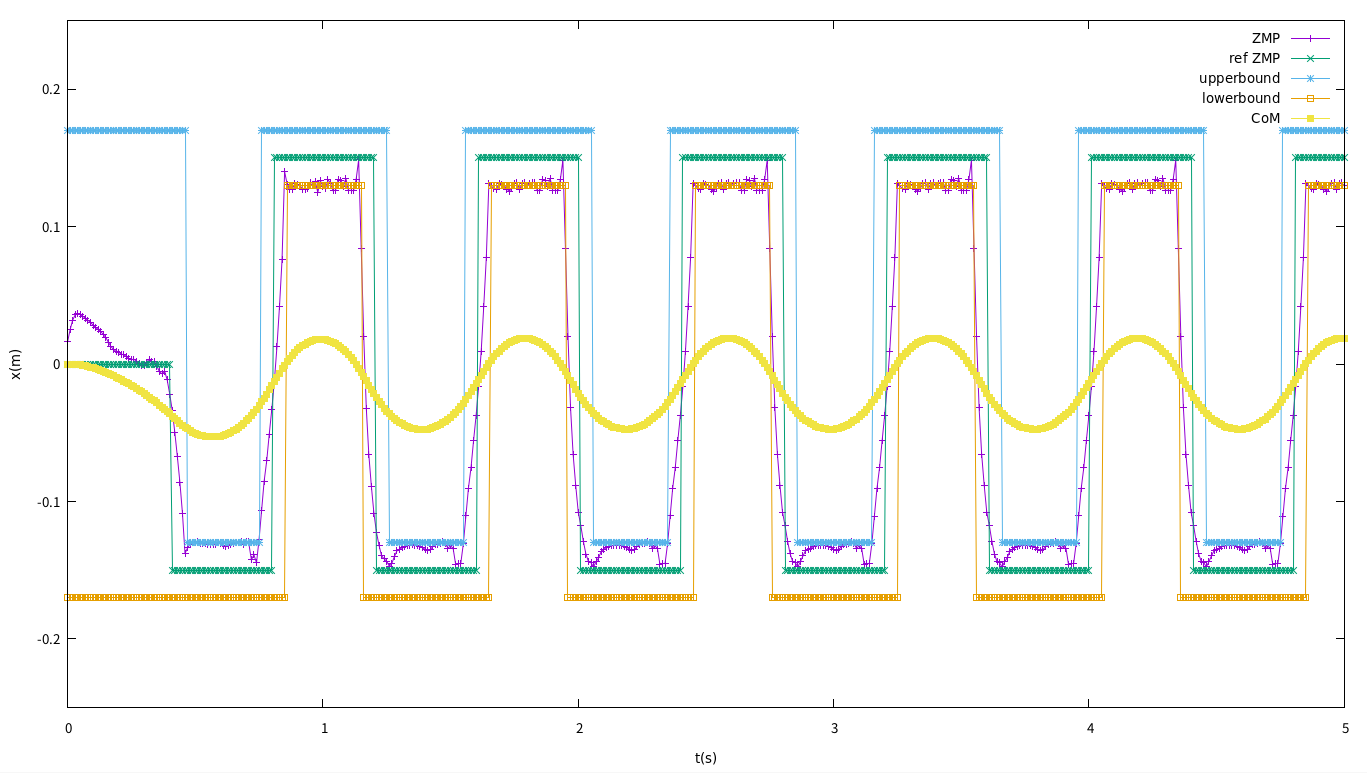 ZMP
ref ZMP
upperbound
lowerbound
CoM
0.2
0.1
0
-0.1
-0.2
x(m)
0 1 2 3 4 5
t(s)